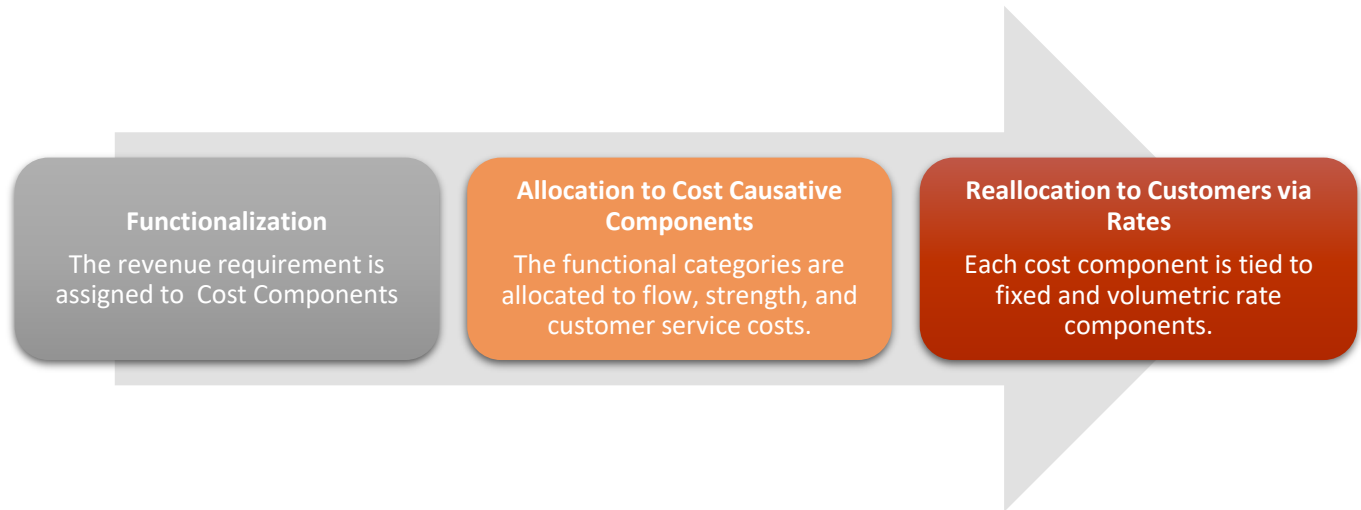 Functionalization
The revenue requirement is
assigned to  Cost Components
Allocation to Cost Causative
Components
The functional categories are
allocated to flow, strength, and
customer service costs.
Reallocation to Customers via
Rates
Each cost component is tied to
fixed and volumetric rate
components.